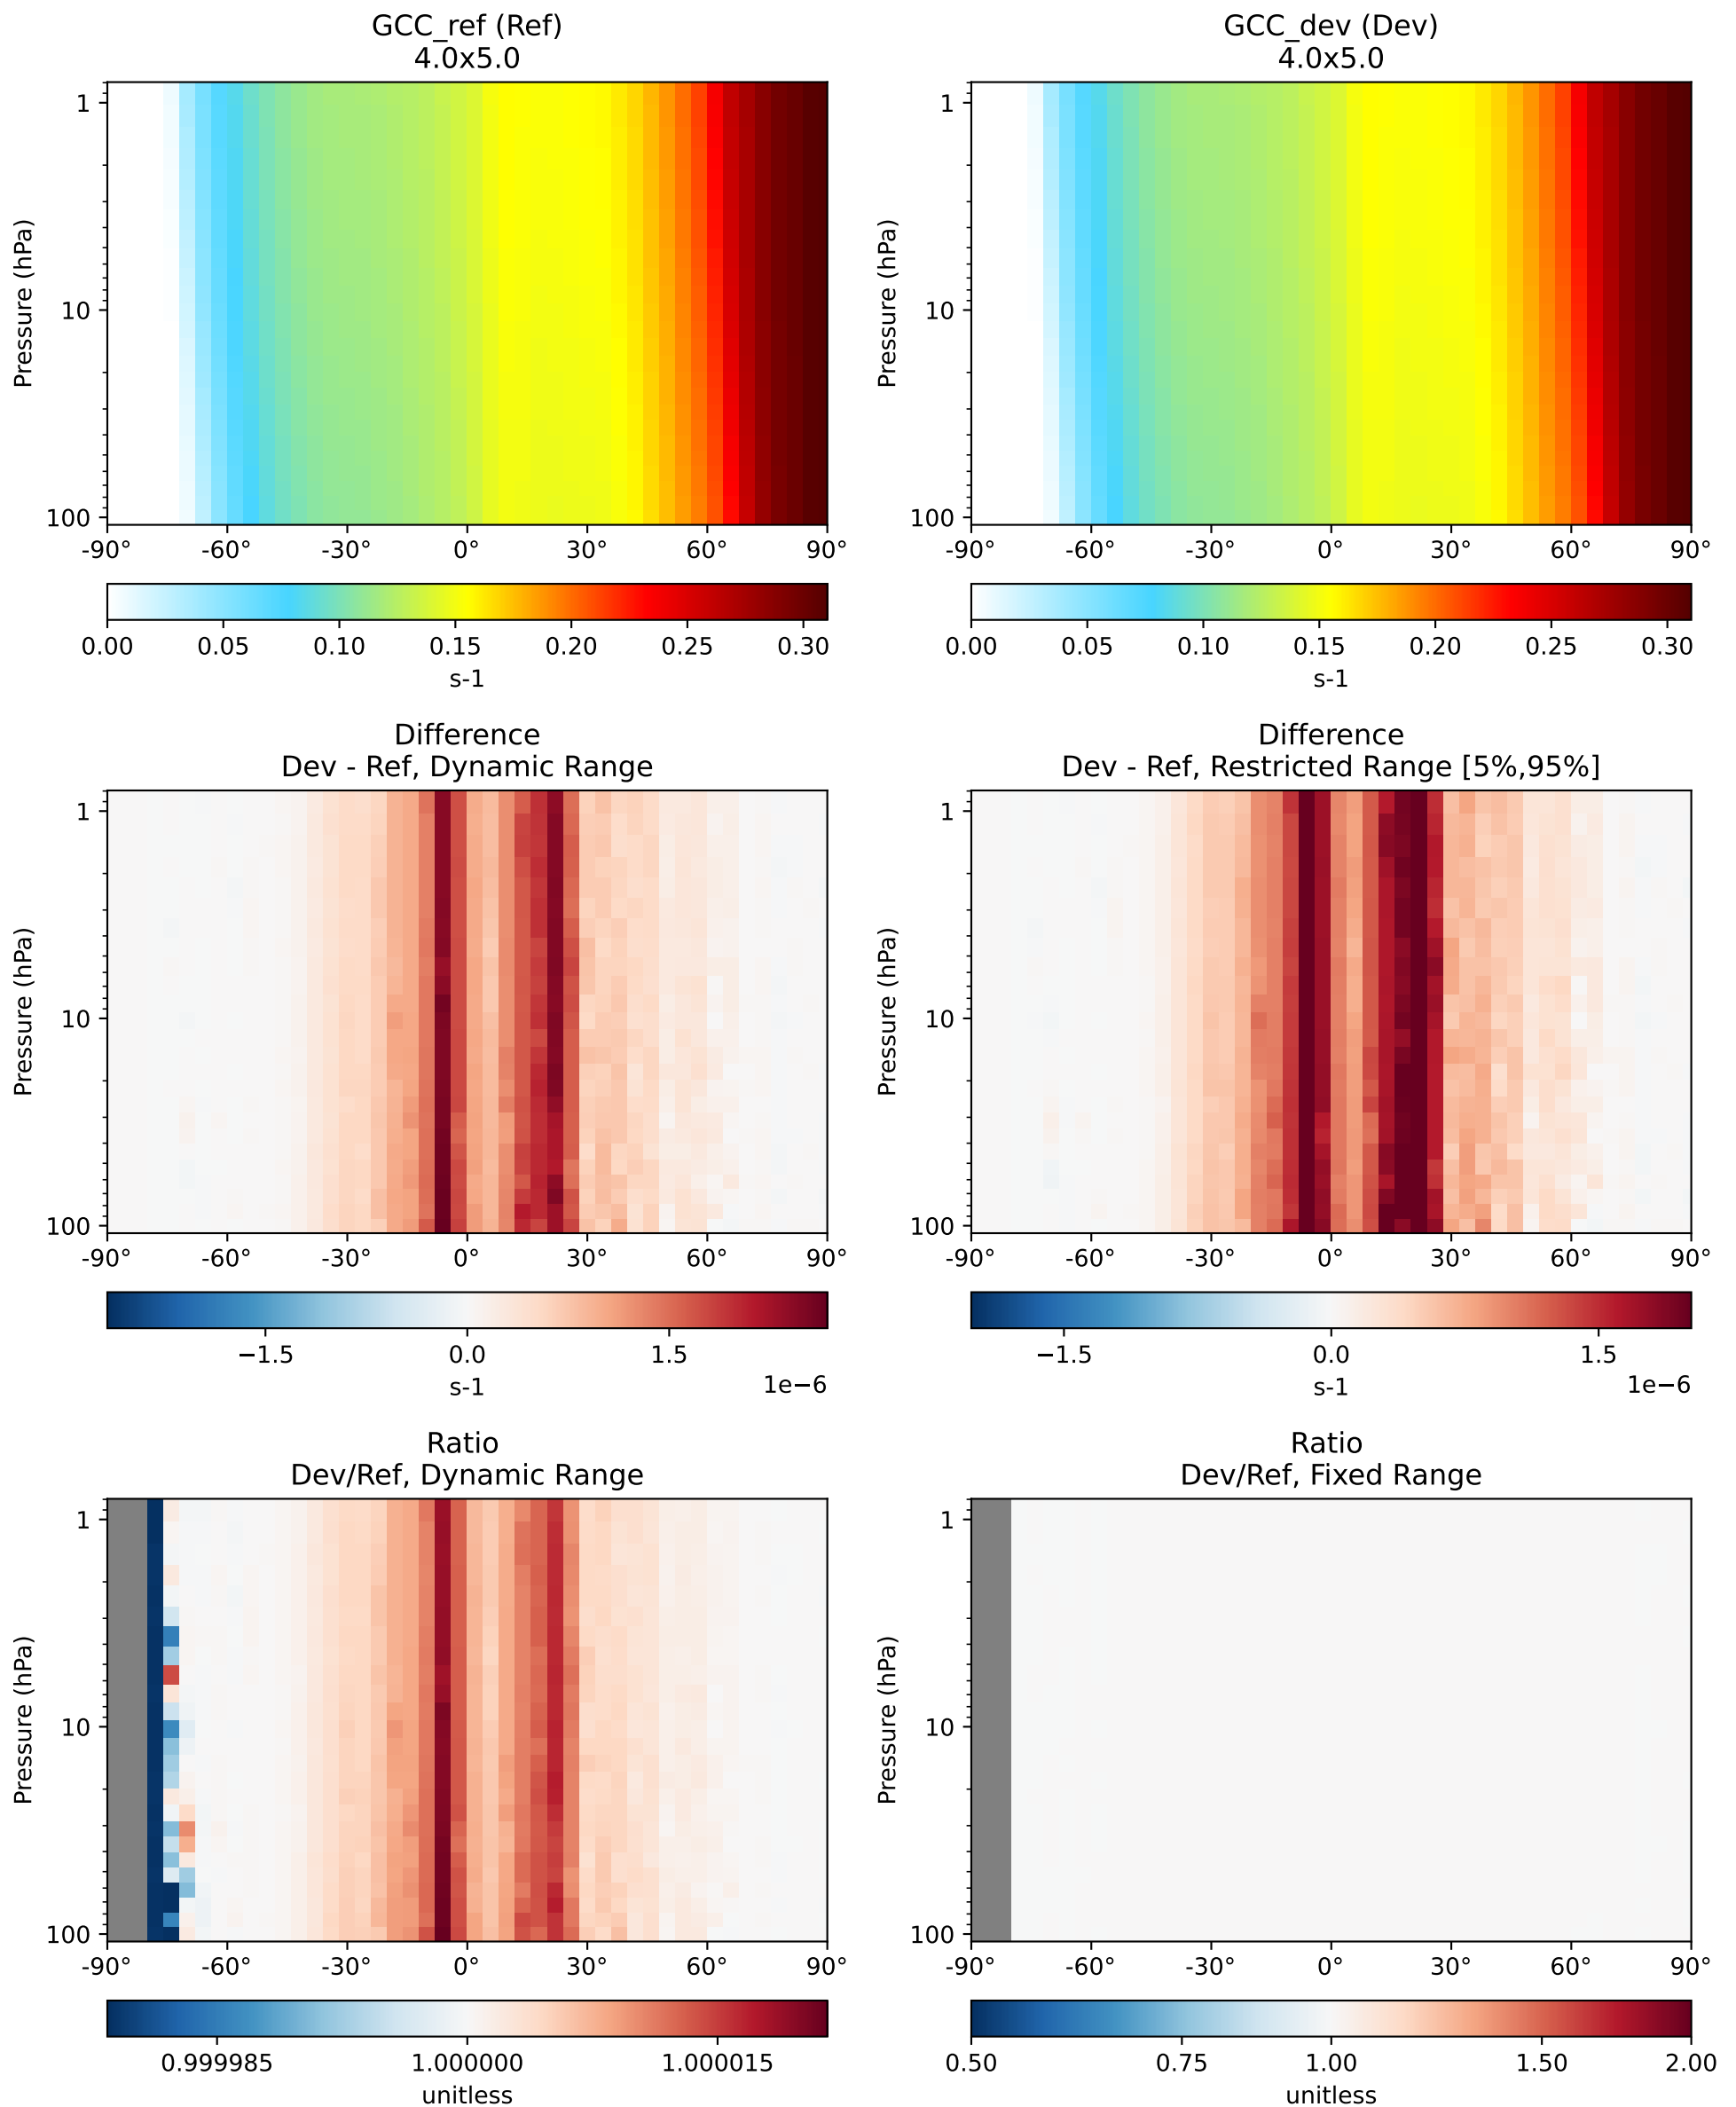 GCC_ref (Ref)
4.0x5.0
Pressure (hPa)
1
10
100
-90° -60° -30° 0° 30° 60° 90°
0.00 0.05 0.10 0.15 0.20 0.25 0.30
s-1
GCC_dev (Dev)
4.0x5.0
Pressure (hPa)
1
10
100
-90° -60° -30° 0° 30° 60° 90°
0.00 0.05 0.10 0.15 0.20 0.25 0.30
s-1
Difference
Dev - Ref, Dynamic Range
Pressure (hPa)
1
10
100
-90° -60° -30° 0° 30° 60° 90°
−1.5 0.0 1.5
s-1
1e−6
Difference
Dev - Ref, Restricted Range [5%,95%]
Pressure (hPa)
1
10
100
-90° -60° -30° 0° 30° 60° 90°
−1.5 0.0 1.5
s-1
1e−6
Ratio
Dev/Ref, Dynamic Range
Pressure (hPa)
1
10
100
-90° -60° -30° 0° 30° 60° 90°
0.999985 1.000000 1.000015
unitless
Ratio
Dev/Ref, Fixed Range
Pressure (hPa)
1
10
100
-90° -60° -30° 0° 30° 60° 90°
0.50 0.75 1.00 1.50 2.00
unitless